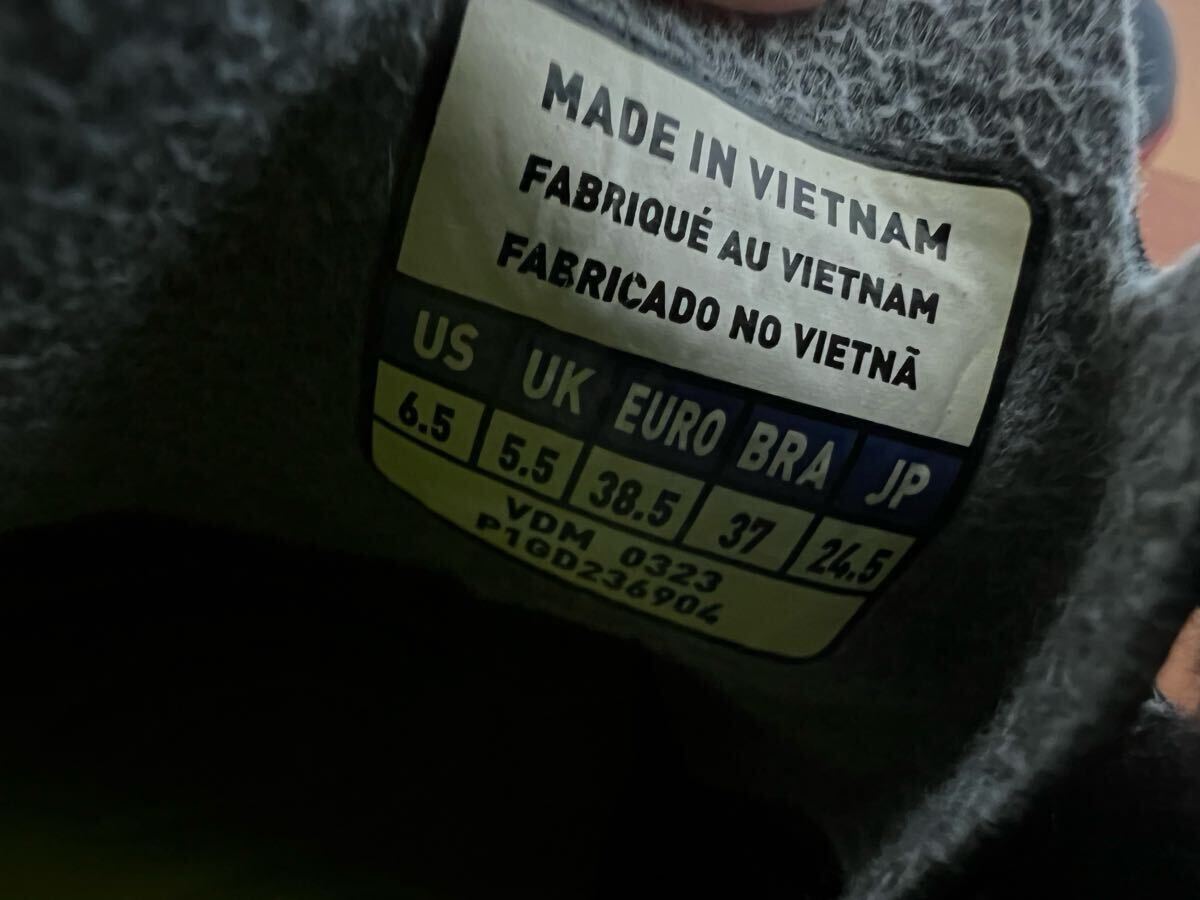 MADE IN VIETNAM
FABRIQUÉ AU VIETNAM
FABRICADO NO VIETNÃ
US UK EURO BRA JP
6.5 5.5 38.5 37 24.5
VDM 0323
P1GD236904